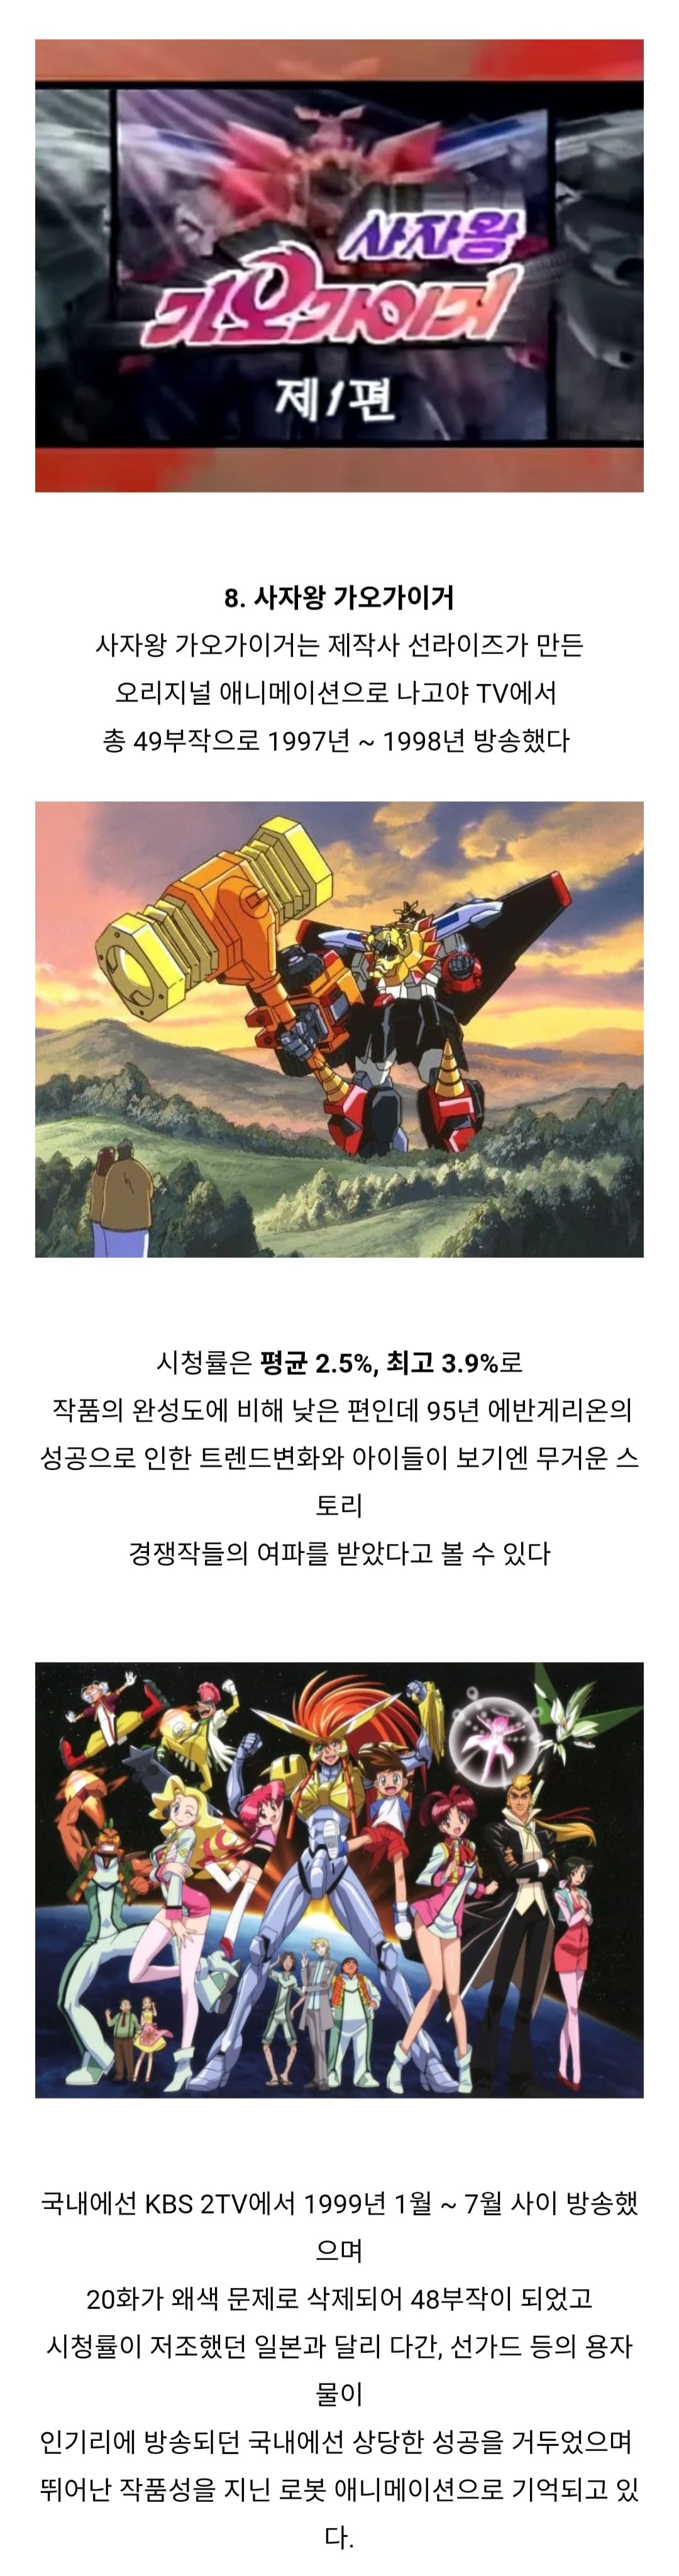 사자왕
가오가이거
제1편
8. 사자왕 가오가이거
사자왕 가오가이거는 제작사 선라이즈가 만든
오리지널 애니메이션으로 나고야 TV에서
총 49부작으로 1997년 ~ 1998년 방송했다
시청률은 평균 2.5%, 최고 3.9%로
작품의 완성도에 비해 낮은 편인데 95년 에반게리온의
성공으로 인한 트렌드변화와 아이들이 보기엔 무거운 스
토리
경쟁작들의 여파를 받았다고 볼 수 있다
국내에선 KBS 2TV에서 1999년 1월 ~ 7월 사이 방송했
으며
20화가 왜색 문제로 삭제되어 48부작이 되었고
시청률이 저조했던 일본과 달리 다간, 선가드 등의 용자
물이
인기리에 방송되던 국내에선 상당한 성공을 거두었으며
뛰어난 작품성을 지닌 로봇 애니메이션으로 기억되고 있
다.